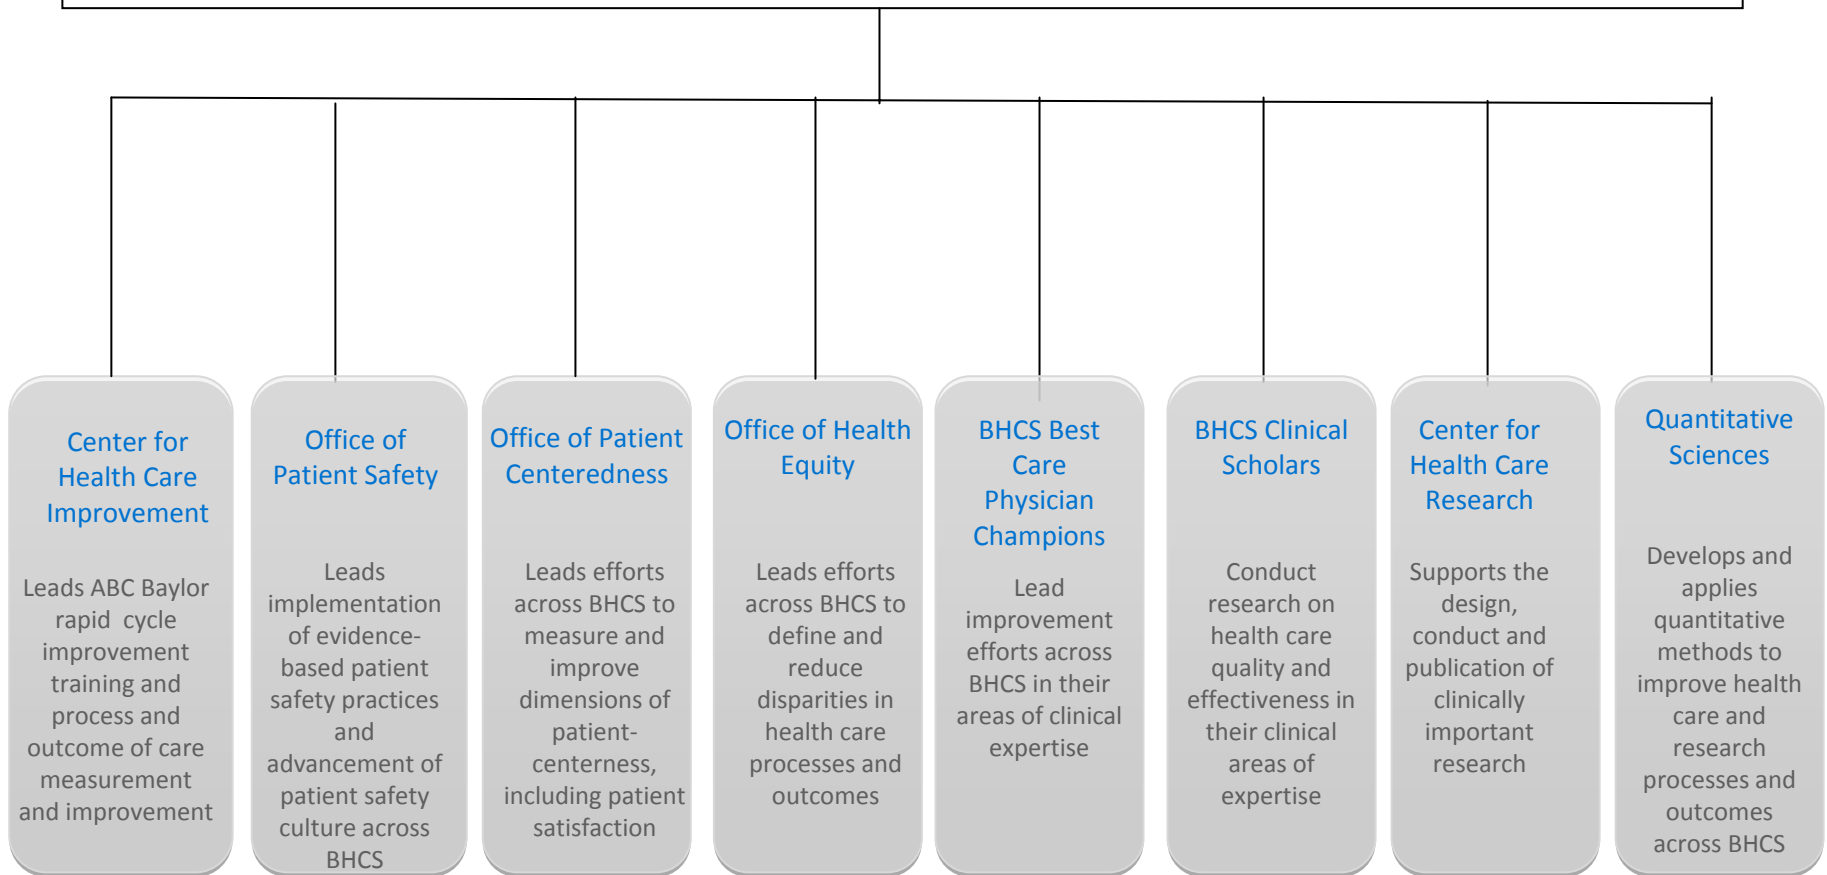 Center for
Health Care
Improvement
Leads ABC Baylor
rapid cycle
improvement
training and
process and
outcome of care
measurement
and improvement
Office of
Patient Safety
Leads
implementation
of evidence-
based patient
safety practices
and
advancement of
patient safety
culture across
BHCS
Office of Patient
Centeredness
Leads efforts
across BHCS to
measure and
improve
dimensions of
patient-
centerness,
including patient
satisfaction
Office of Health
Equity
Leads efforts
across BHCS to
define and
reduce
disparities in
health care
processes and
outcomes
BHCS Best
Care
Physician
Champions
Lead
improvement
efforts across
BHCS in their
areas of clinical
expertise
BHCS Clinical
Scholars
Conduct
research on
health care
quality and
effectiveness in
their clinical
areas of
expertise
Center for
Health Care
Research
Supports the
design,
conduct and
publication of
clinically
important
research
Quantitative
Sciences
Develops and
applies
quantitative
methods to
improve health
care and
research
processes and
outcomes
across BHCS